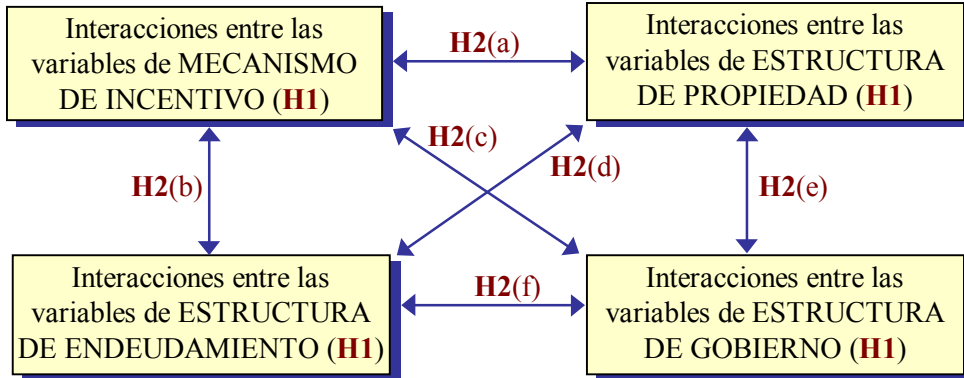 Interacciones entre las
variables de MECANISMO
DE INCENTIVO (H1)
H2(a)
Interacciones entre las
variables de ESTRUCTURA
DE PROPIEDAD (H1)
H2(c)
H2(d)
H2(b)
H2(e)
Interacciones entre las
variables de ESTRUCTURA
DE ENDEUDAMIENTO (H1)
H2(f)
Interacciones entre las
variables de ESTRUCTURA
DE GOBIERNO (H1)